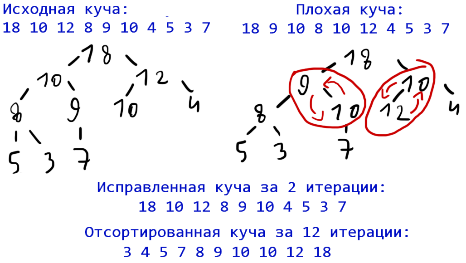 Исходная куча:
18 10 12 8 9 10 4 5 3 7
Плохая куча:
18 9 10 8 10 12 4 5 3 7
18
10 12
8 9 10 4
5 3 7
18
9 10
8 10 12 4
5 3 7
Исправленная куча за 2 итерации:
18 10 12 8 9 10 4 5 3 7
Отсортированная куча за 12 итерации:
3 4 5 7 8 9 10 10 12 18